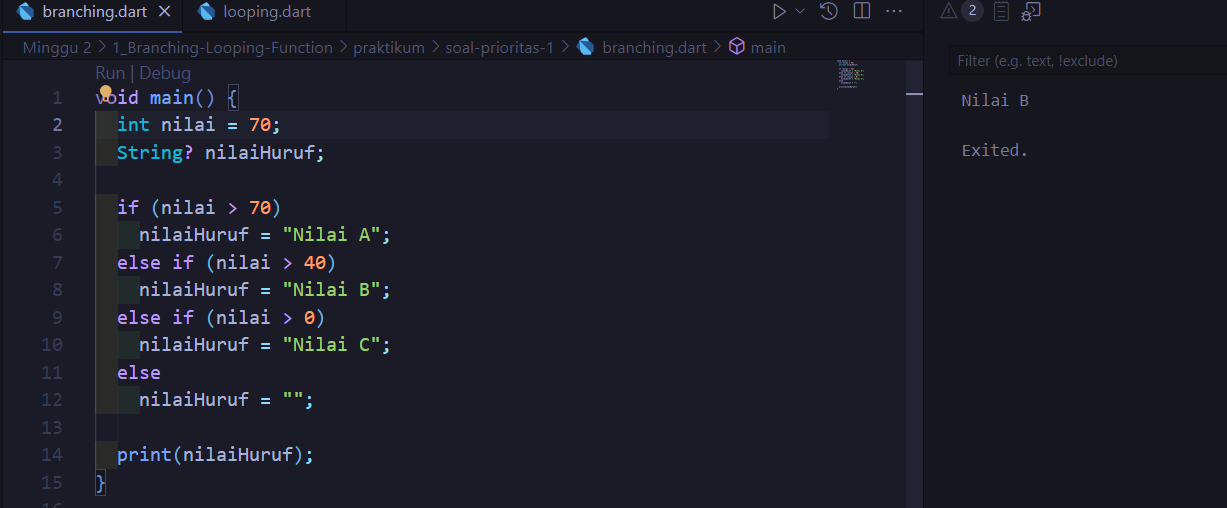 branching.dart
looping.dart
2
Minggu 2 > 1_Branching-Looping-Function > praktikum > soal-prioritas-1 > branching.dart > main
Filter (e.g. text, !exclude)
Run | Debug
1 void main() {
2 int nilai = 70;
3 String? nilaiHuruf;
4
5 if (nilai > 70)
6 nilaiHuruf = "Nilai A";
7 else if (nilai > 40)
8 nilaiHuruf = "Nilai B";
9 else if (nilai > 0)
10 nilaiHuruf = "Nilai C";
11 else
12 nilaiHuruf = "";
13
14 print(nilaiHuruf);
15 }
Nilai B
Exited.